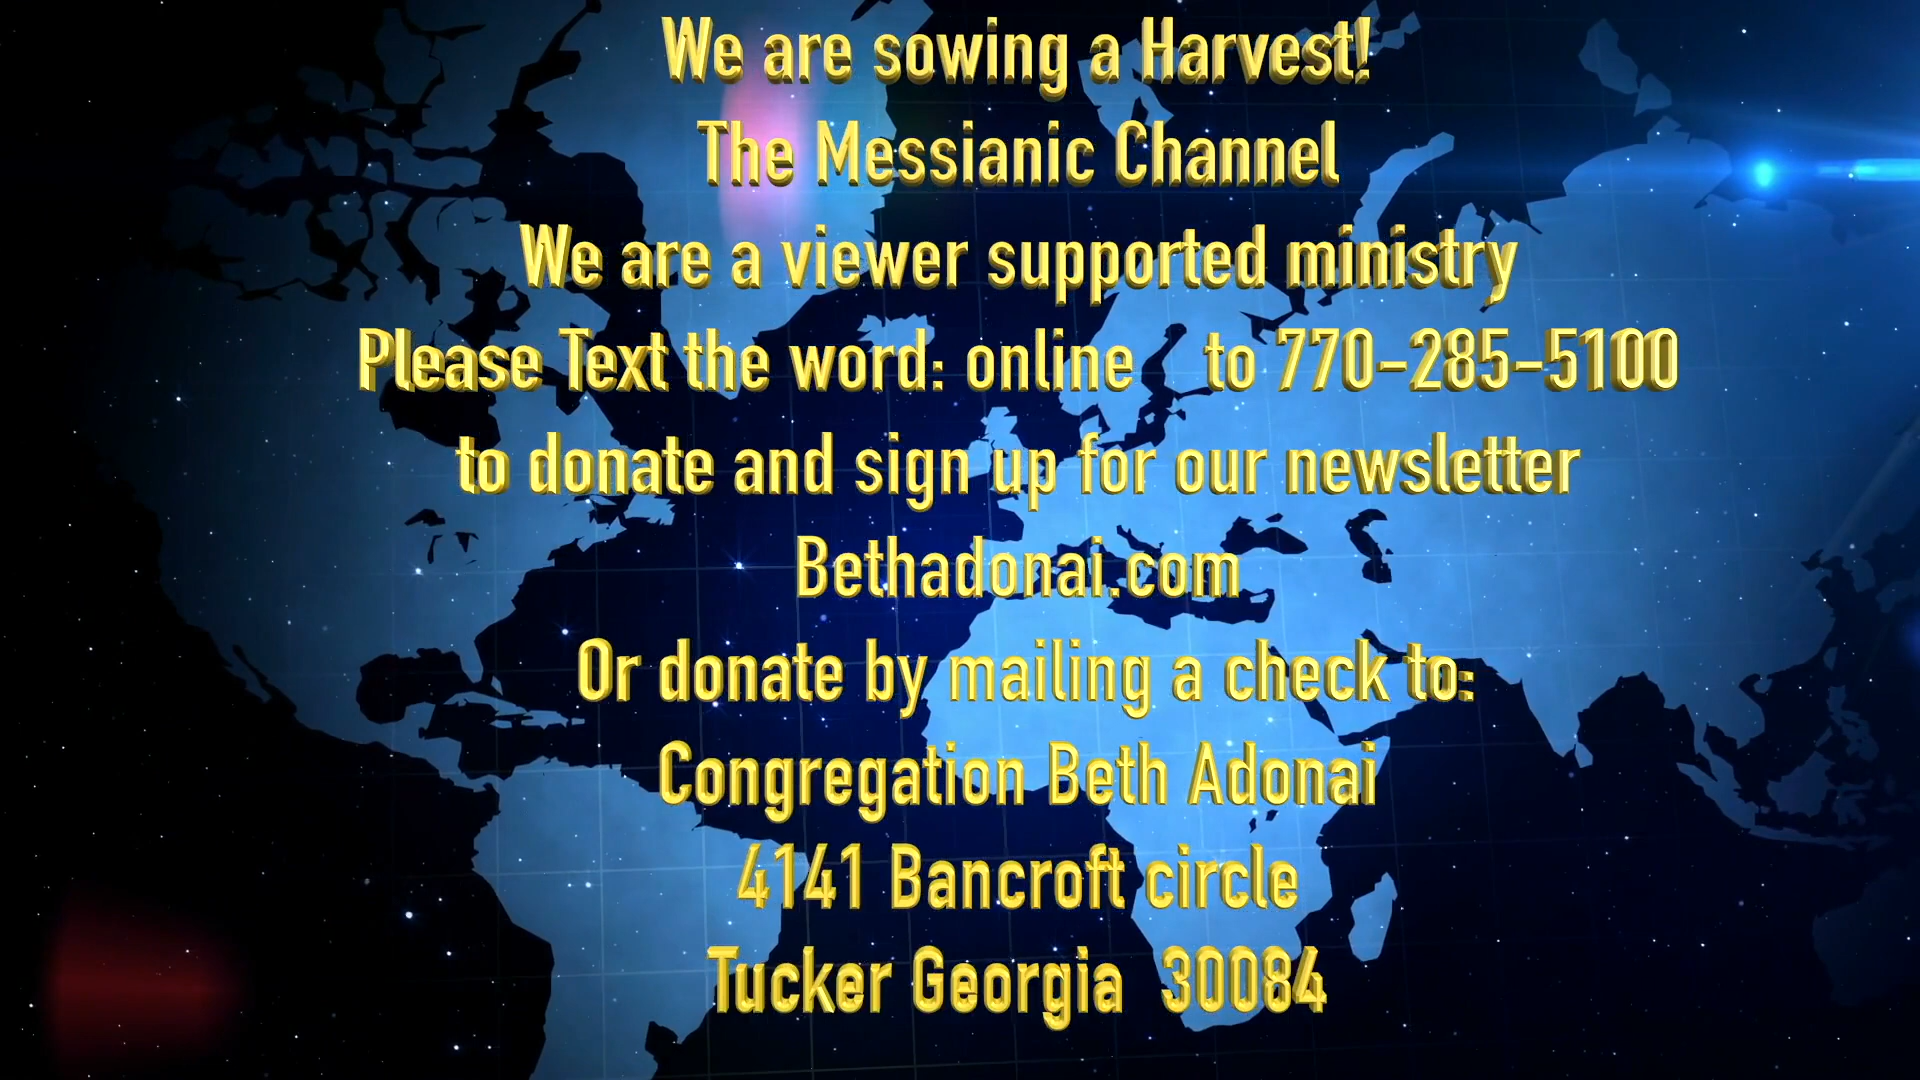 We are sowing a Harvest!
The Messianic Channel
We are a viewer supported ministry
Please Text the word: online to 770-285-5100
to donate and sign up for our newsletter
Bethadonai.com
Or donate by mailing a check to:
Congregation Beth Adonai
4141 Bancroft circle
Tucker Georgia 30084